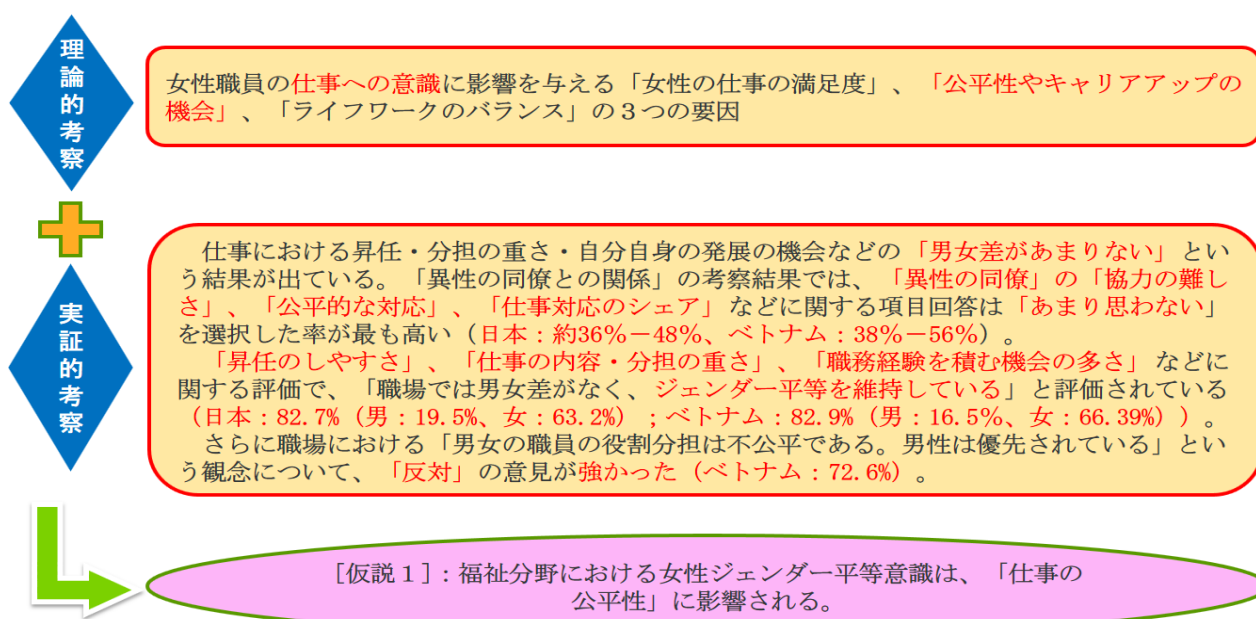 理論的考察
女性職員の仕事への意識に影響を与える「女性の仕事の満足度」、「公平性やキャリアアップの
機会」、「ライフワークのバランス」の３つの要因
実証的考察
仕事における昇任・分担の重さ・自分自身の発展の機会などの「男女差があまりない」とい
う結果が出ている。「異性の同僚との関係」の考察結果では、「異性の同僚」の「協力の難し
さ」、「公平的な対応」、「仕事対応のシェア」などに関する項目回答は「あまり思わない」
を選択した率が最も高い（日本：約36%－48%、ベトナム：38%－56%）。
「昇任のしやすさ」、「仕事の内容・分担の重さ」、「職務経験を積む機会の多さ」などに
関する評価で、「職場では男女差がなく、ジェンダー平等を維持している」と評価されている
（日本：82.7%（男：19.5%、女：63.2%）；ベトナム：82.9%（男：16.5%、女：66.39%））。
さらに職場における「男女の職員の役割分担は不公平である。男性は優先されている」とい
う観念について、「反対」の意見が強かった（ベトナム：72.6%）。
［仮説１］：福祉分野における女性ジェンダー平等意識は、「仕事の
公平性」に影響される。